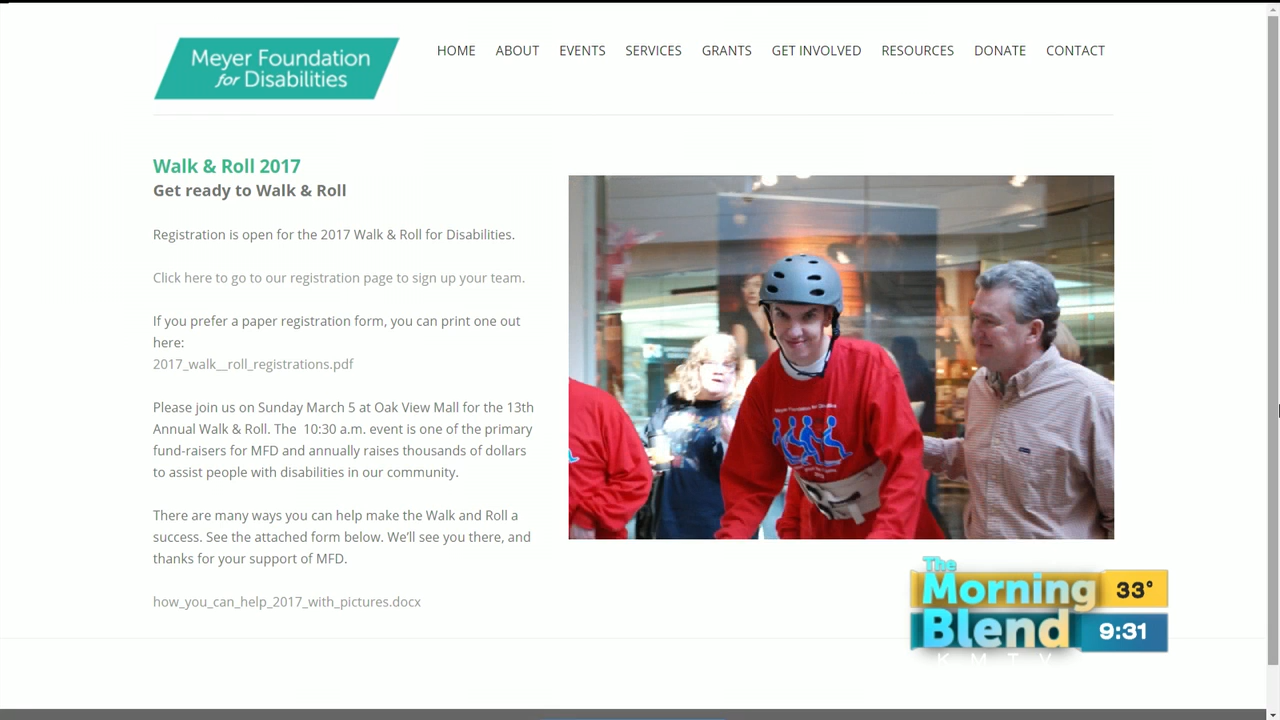 Meyer Foundation
for Disabilities
HOME ABOUT EVENTS SERVICES GRANTS GET INVOLVED RESOURCES DONATE CONTACT
Walk & Roll 2017
Get ready to Walk & Roll
Registration is open for the 2017 Walk & Roll for Disabilities.
Click here to go to our registration page to sign up your team.
If you prefer a paper registration form, you can print one out
here:
2017_walk__roll_registrations.pdf
Please join us on Sunday March 5 at Oak View Mall for the 13th
Annual Walk & Roll. The  10:30 a.m. event is one of the primary
fund-raisers for MFD and annually raises thousands of dollars
to assist people with disabilities in our community.
There are many ways you can help make the Walk and Roll a
success. See the attached form below. We'll see you there, and
thanks for your support of MFD.
how_you_can_help_2017_with_pictures.docx
Meyer Foundation for Disabilities
The
Morning
Blend
33°
9:31
KMTV